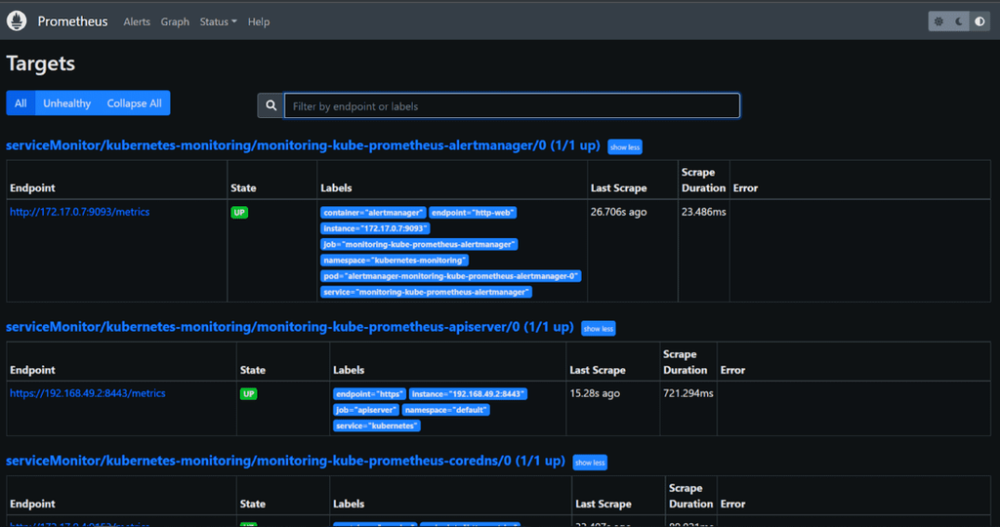 Prometheus Alerts Graph Status Help
Targets
All Unhealthy Collapse All
Filter by endpoint or labels
serviceMonitor/kubernetes-monitoring/monitoring-kube-prometheus-alertmanager/0 (1/1 up) show less
Endpoint State Labels Last Scrape Scrape Duration Error
http://172.17.0.7:9093/metrics UP container="alertmanager" endpoint="http-web" 26.706s ago 23.486ms
instance="172.17.0.7:9093"
job="monitoring-kube-prometheus-alertmanager"
namespace="kubernetes-monitoring"
pod="alertmanager-monitoring-kube-prometheus-alertmanager-0"
service="monitoring-kube-prometheus-alertmanager"
serviceMonitor/kubernetes-monitoring/monitoring-kube-prometheus-apiserver/0 (1/1 up) show less
Endpoint State Labels Last Scrape Scrape Duration Error
https://192.168.49.2:8443/metrics UP endpoint="https" instance="192.168.49.2:8443" 15.28s ago 721.294ms
job="apiserver" namespace="default"
service="kubernetes"
serviceMonitor/kubernetes-monitoring/monitoring-kube-prometheus-coredns/0 (1/1 up) show less
Endpoint State Labels Last Scrape Scrape Duration Error
UP